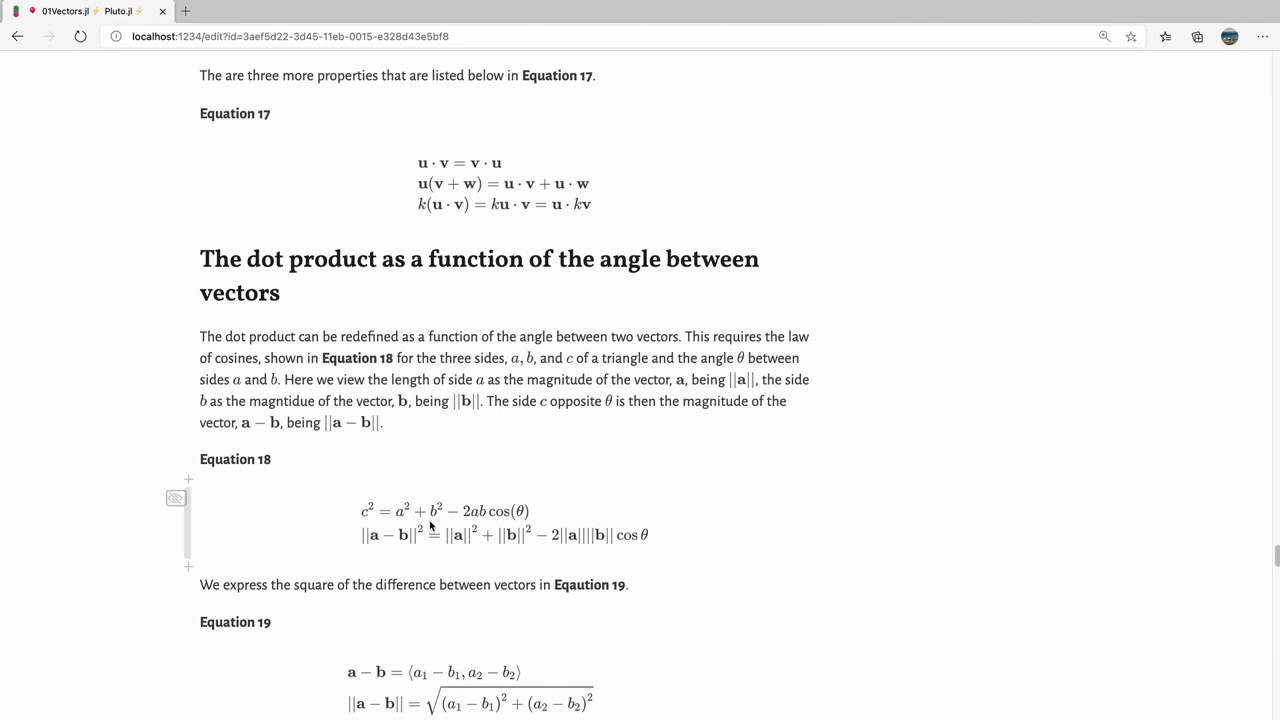 01Vectors.jl ⚡ Pluto.jl ⚡
localhost:1234/edit?id=3aef5d22-3d45-11eb-0015-e328d43e5bf8
The are three more properties that are listed below in Equation 17.
Equation 17
u · v = v · u
u(v + w) = u · v + u · w
k(u · v) = ku · v = u · kv
The dot product as a function of the angle between
vectors
The dot product can be redefined as a function of the angle between two vectors. This requires the law
of cosines, shown in Equation 18 for the three sides, a, b, and c of a triangle and the angle θ between
sides a and b. Here we view the length of side a as the magnitude of the vector, a, being ||a||, the side
b as the magntidue of the vector, b, being ||b||. The side c opposite θ is then the magnitude of the
vector, a − b, being ||a − b||.
Equation 18
c² = a² + b² − 2ab cos(θ)
||a − b||² = ||a||² + ||b||² − 2||a||||b|| cos θ
We express the square of the difference between vectors in Eqaution 19.
Equation 19
a − b = ⟨a₁ − b₁, a₂ − b₂⟩
||a − b|| = √(a₁ − b₁)² + (a₂ − b₂)²